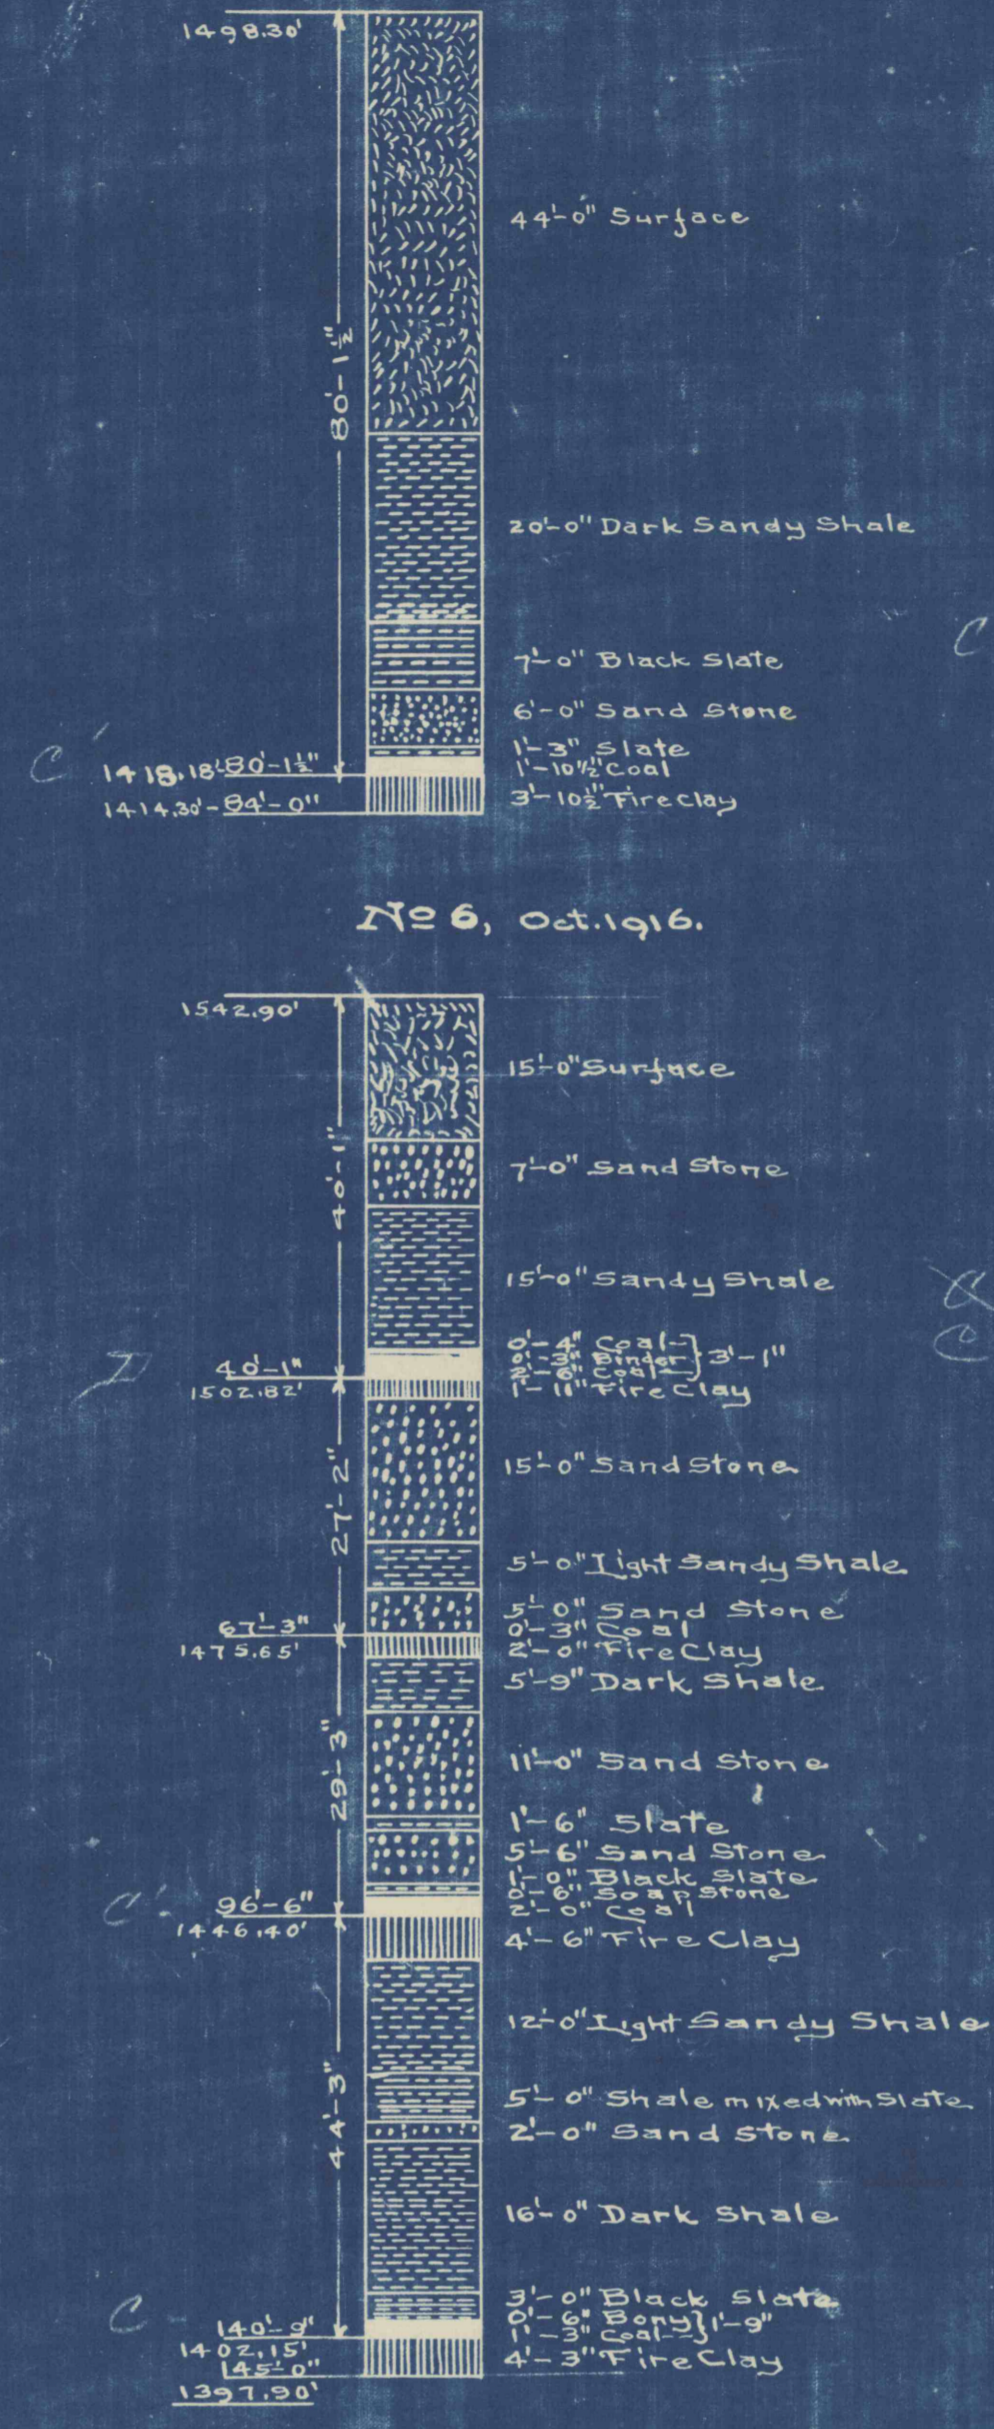 1498.30'
44'-0" Surface
80'-1½"
20'-0" Dark Sandy Shale
7'-0" Black Slate
6'-0" Sand Stone
1'-3" Slate
1418.18'-80'-1½"
1'-10½" Coal
C'
C
1414.30'-84'-0"
3'-10½" Fire Clay
No 6, Oct. 1916.
1542.90'
15'-0" Surface
40'-1"
7'-0" Sand Stone
15'-0" Sandy Shale
C
0'-4" Coal
0'-3" Binder
2'-6" Coal
3'-1"
D
40'-1"
1502.82'
1'-11" Fire Clay
27'-2"
15'-0" Sand Stone
5'-0" Light Sandy Shale
5'-0" Sand Stone
0'-3" Coal
67'-3"
1475.65'
2'-0" Fire Clay
5'-9" Dark Shale
29'-3"
11'-0" Sand Stone
1'-6" Slate
5'-6" Sand Stone
1'-0" Black Slate
0'-6" Soap Stone
2'-0" Coal
C'
96'-6"
1446.40'
4'-6" Fire Clay
44'-3"
12'-0" Light Sandy Shale
5'-0" Shale mixed with Slate
2'-0" Sand Stone
16'-0" Dark Shale
3'-0" Black Slate
0'-6" Bony
1'-3" Coal
1'-9"
C
140'-9"
1402.15'
145'-0"
4'-3" Fire Clay
1397.90'